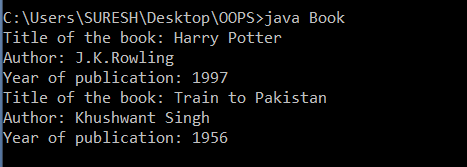 C:\Users\SURESH\Desktop\OOPS>java Book
Title of the book: Harry Potter
Author: J.K.Rowling
Year of publication: 1997
Title of the book: Train to Pakistan
Author: Khushwant Singh
Year of publication: 1956